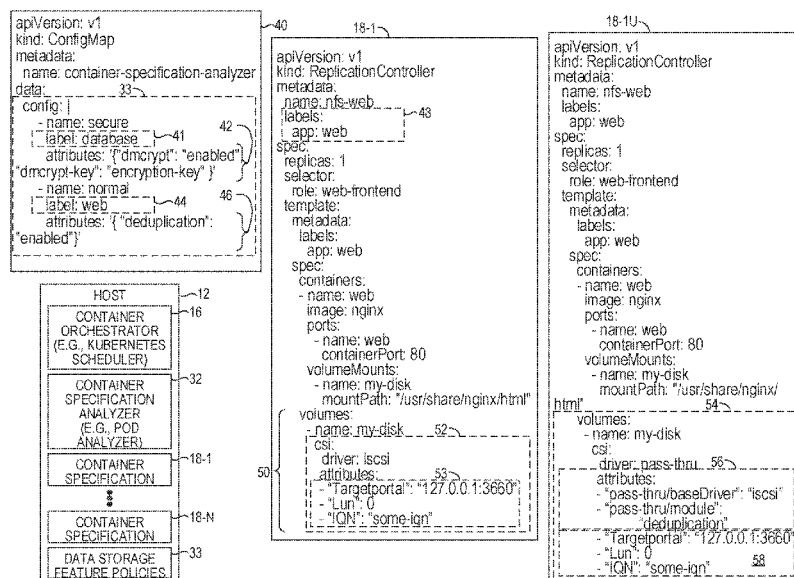 apiVersion: v1
kind: ConfigMap
metadata:
name: container-specification-analyzer
data:
33
config: |
- name: secure
label: database
41
42
attributes: '{"dmcrypt": "enabled"
"dmcrypt-key": "encryption-key" }'
- name: normal
46
label: web
44
attributes: '{ "deduplication":
"enabled"}'
40
HOST
12
CONTAINER
ORCHESTRATOR
(E.G., KUBERNETES
SCHEDULER)
16
CONTAINER
SPECIFICATION
ANALYZER
(E.G., POD
ANALYZER)
32
CONTAINER
SPECIFICATION
18-1
CONTAINER
SPECIFICATION
18-N
DATA STORAGE
FEATURE POLICIES
33
18-1
apiVersion: v1
kind: ReplicationController
metadata:
name: nfs-web
labels:
43
app: web
spec:
replicas: 1
selector:
role: web-frontend
template:
metadata:
labels:
app: web
spec:
containers:
- name: web
image: nginx
ports:
- name: web
containerPort: 80
volumeMounts:
- name: my-disk
mountPath: "/usr/share/nginx/html"
50
volumes:
- name: my-disk
52
csi:
driver: iscsi
attributes:
53
- "Targetportal": "127.0.0.1:3660"
- "Lun": 0
- "IQN": "some-iqn"
18-1U
apiVersion: v1
kind: ReplicationController
metadata:
name: nfs-web
labels:
app: web
spec:
replicas: 1
selector:
role: web-frontend
template:
metadata:
labels:
app: web
spec:
containers:
- name: web
image: nginx
ports:
- name: web
containerPort: 80
volumeMounts:
- name: my-disk
mountPath: "/usr/share/nginx/
html"
54
volumes:
- name: my-disk
csi:
driver: pass-thru
56
attributes:
- "pass-thru/baseDriver": "iscsi"
- "pass-thru/module":
"deduplication"
- "Targetportal": "127.0.0.1:3660"
- "Lun": 0
- "IQN": "some-iqn"
58